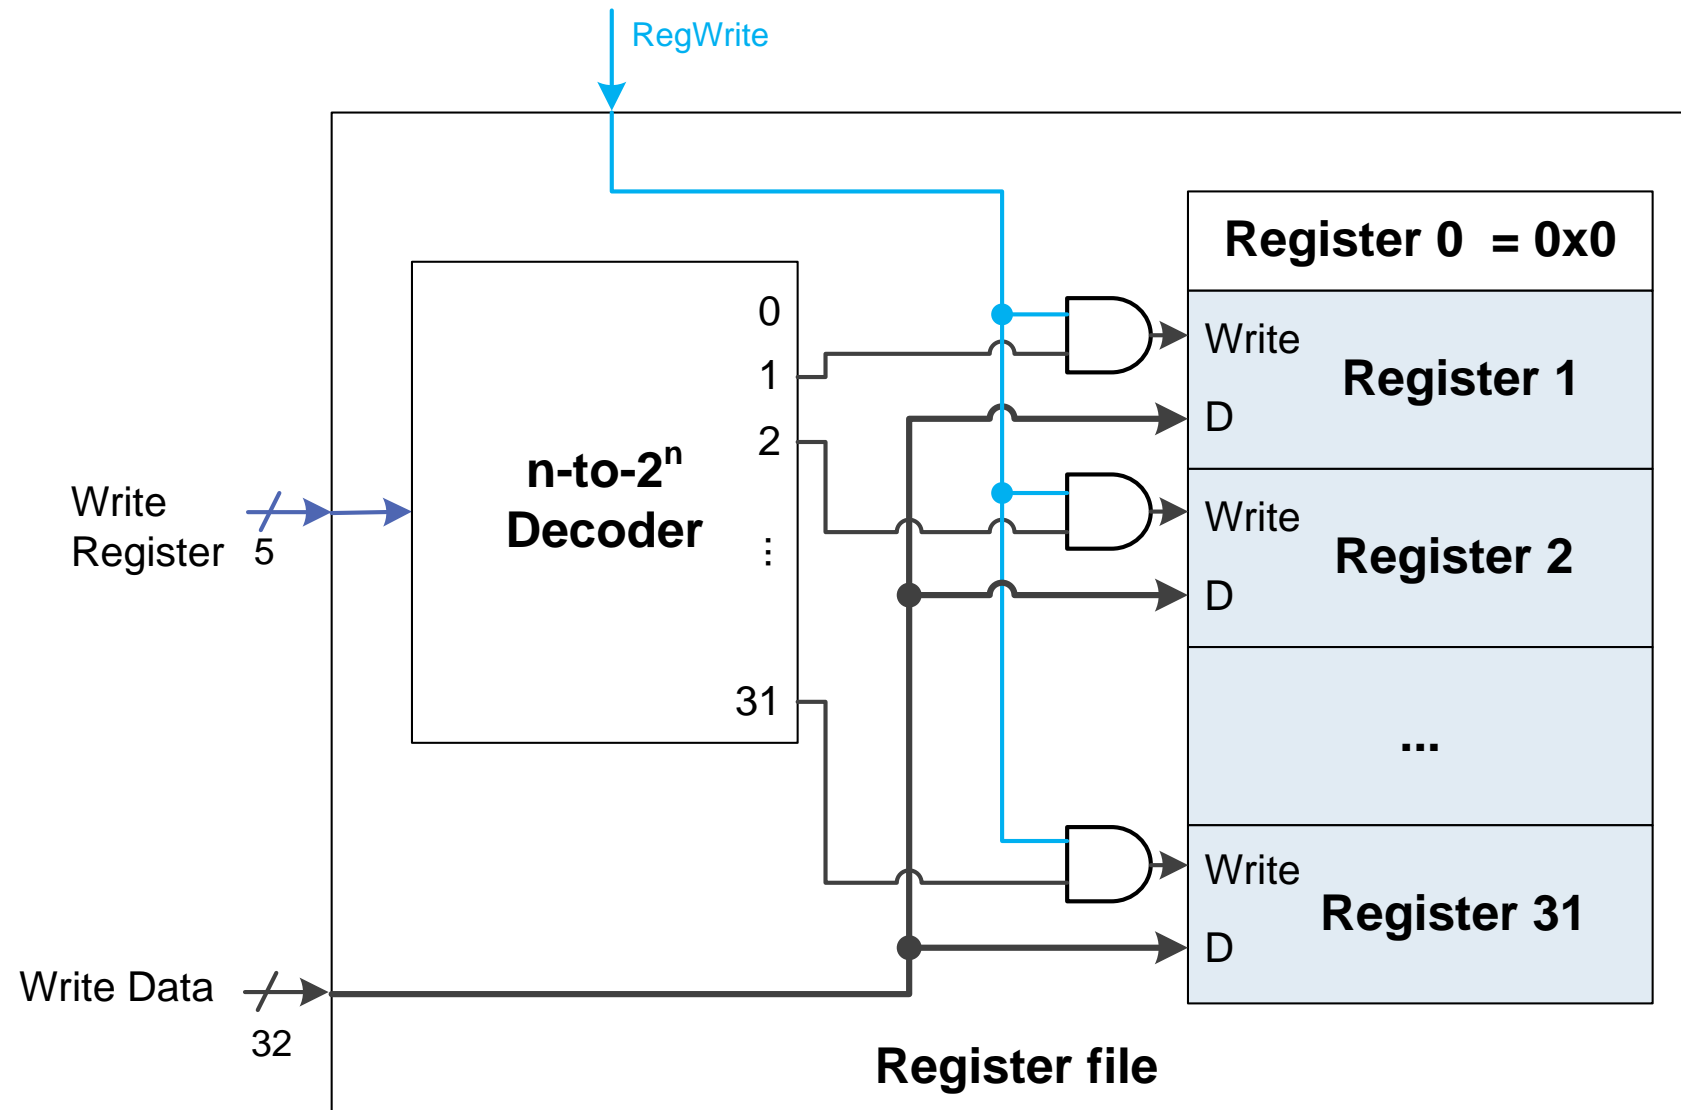 RegWrite
Register 0 = 0x0
0
Write
1
Register 1
D
2
n-to-2ⁿ
Decoder
Write
Register
5
⋮
Write
Register 2
D
31
...
Write
Register 31
D
Write Data
32
Register file